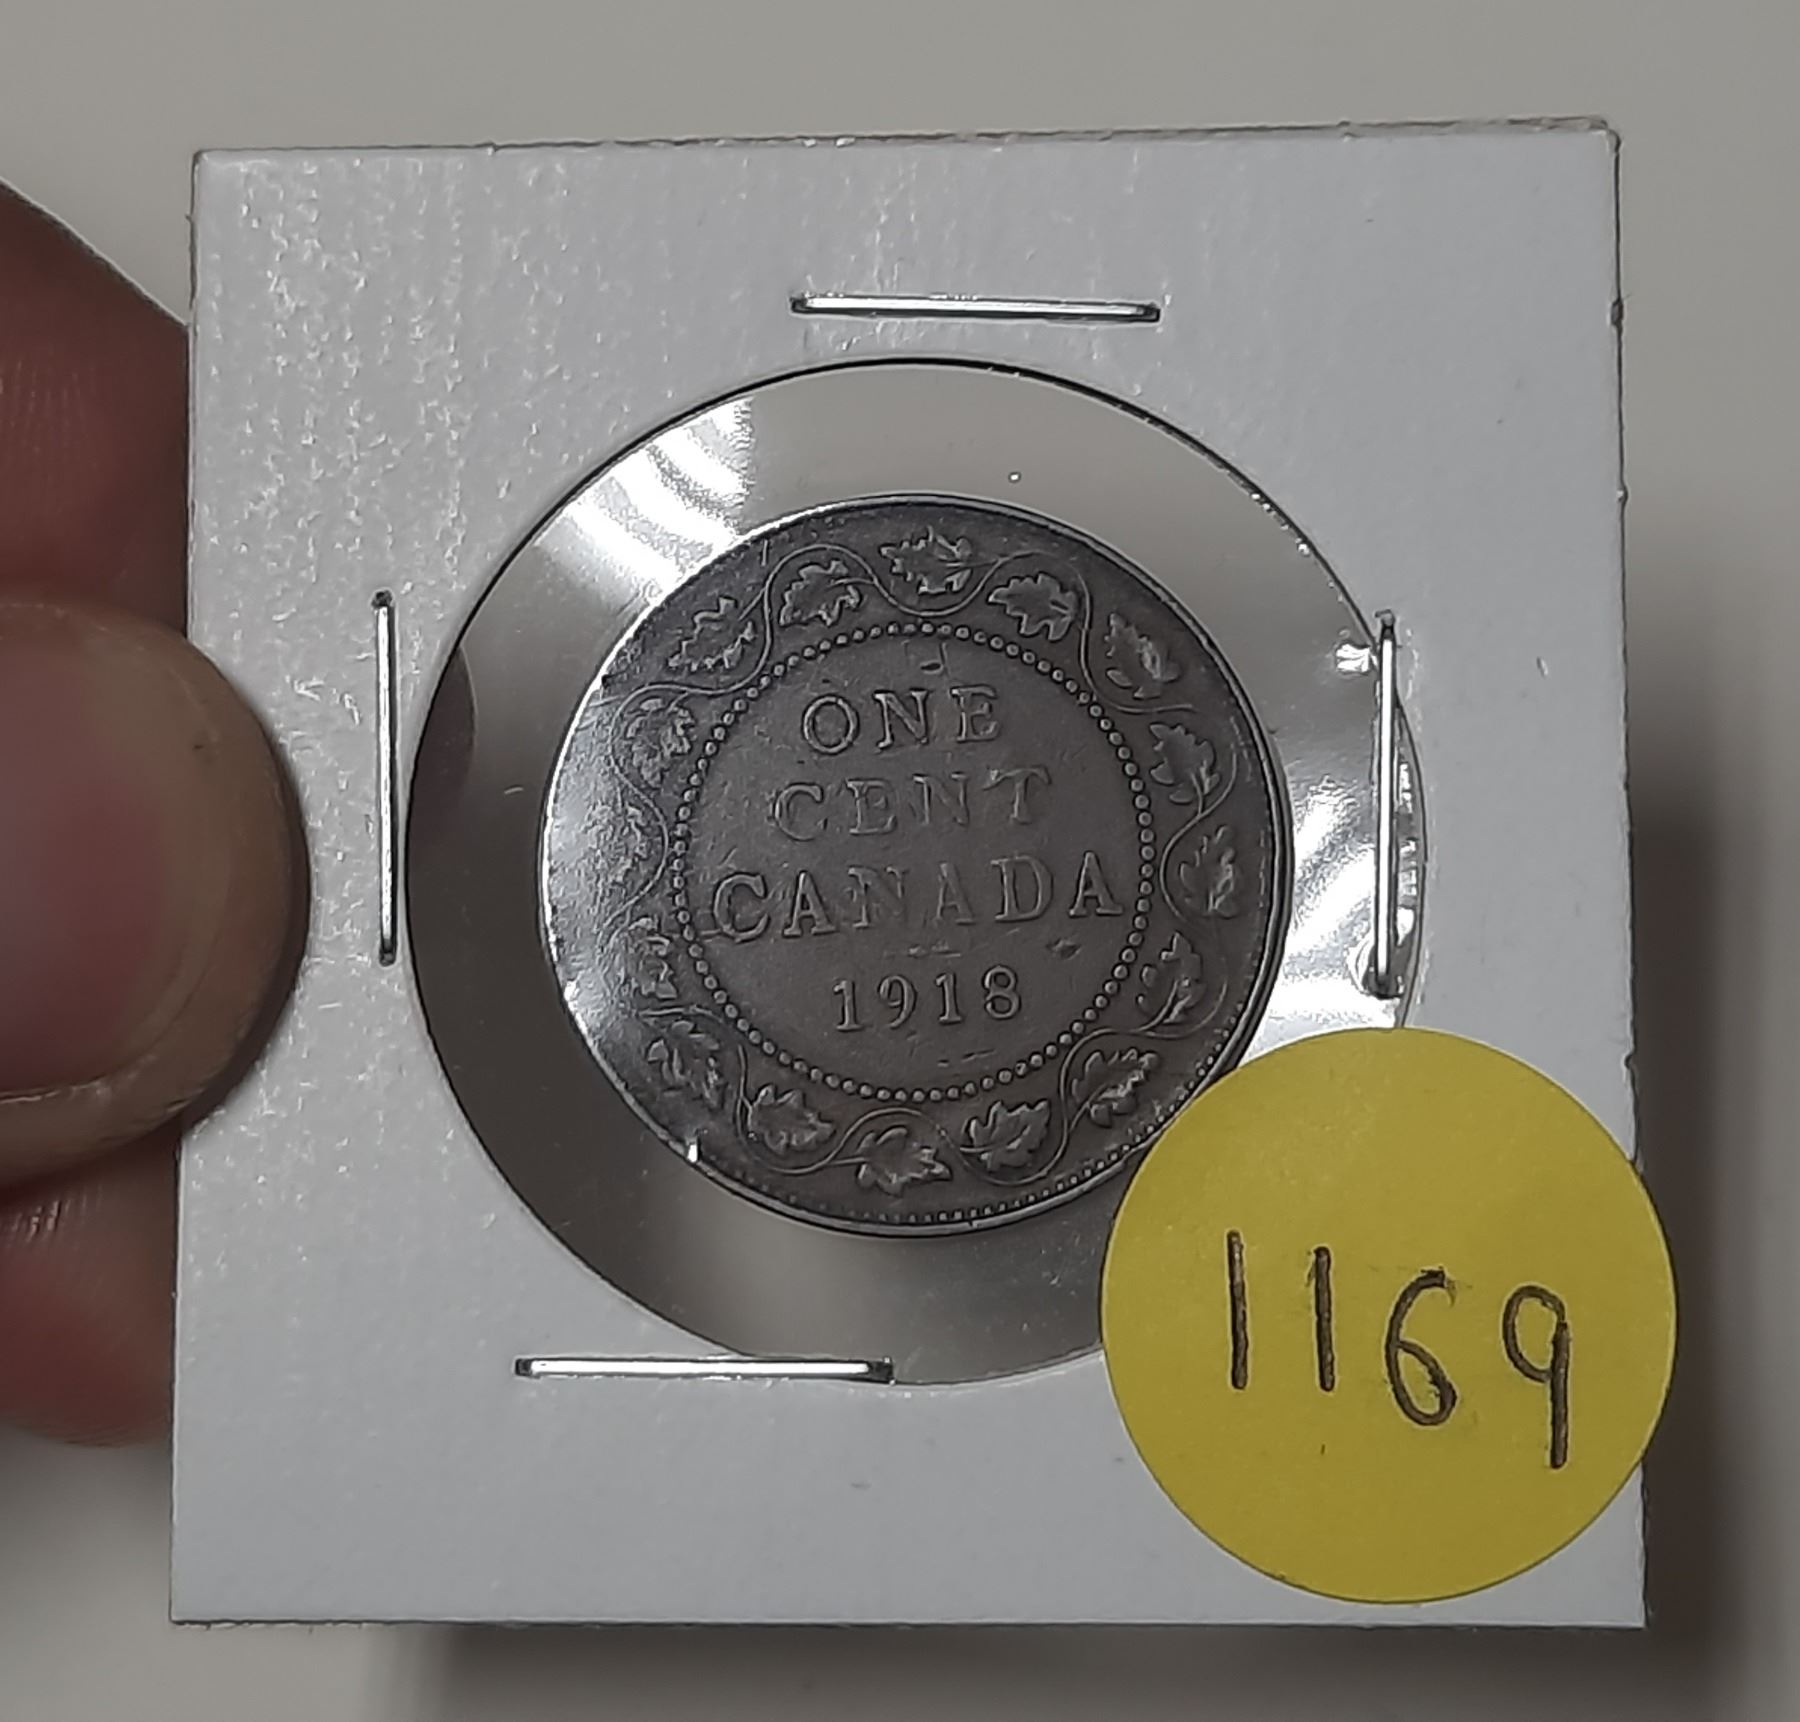 ONE
CENT
CANADA
1918
1169